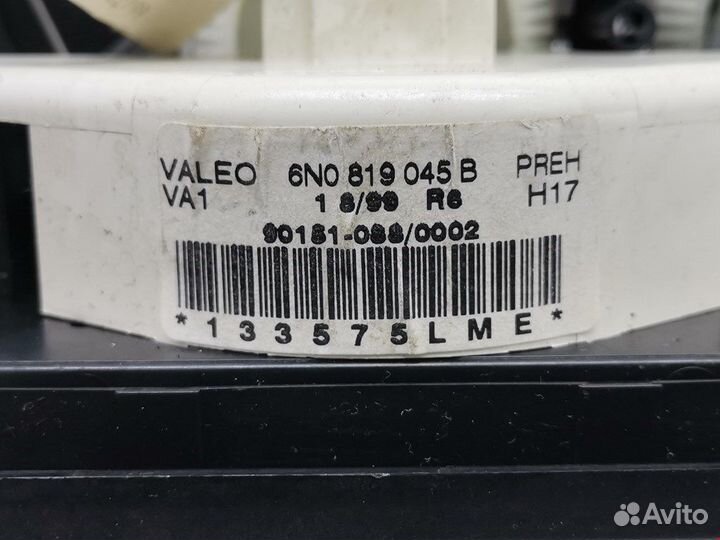 VALEO 6N0 819 045 B PREH
VA1 1 8/99 R6 H17
90151-088/0002
*133575LME*
Avito